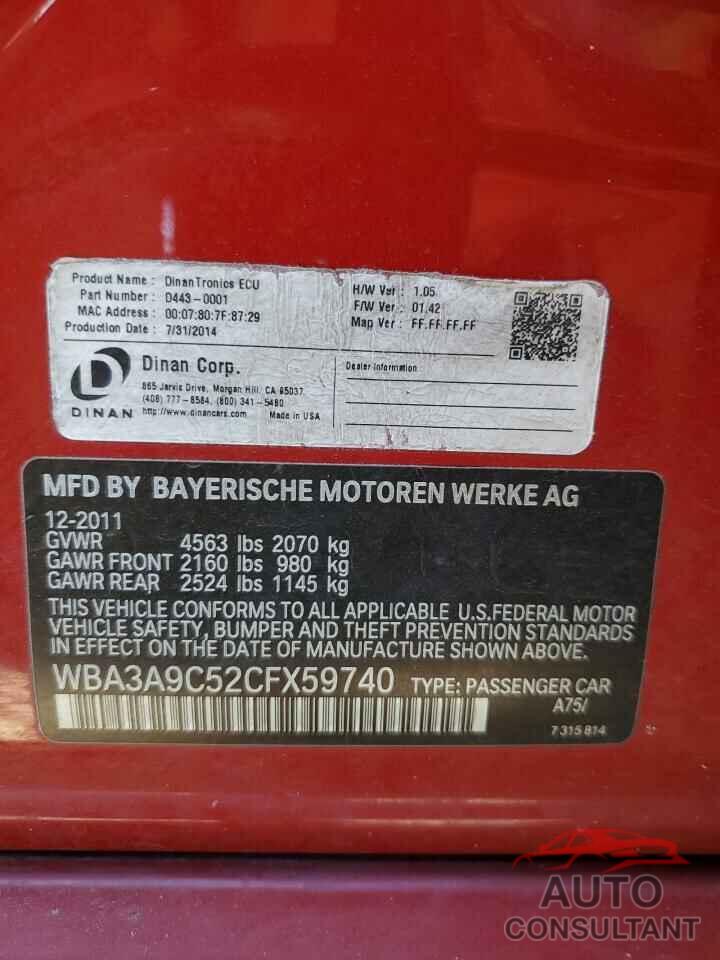 Product Name : DinanTronics ECU
Part Number : D443-0001
MAC Address : 00:07:80:7F:87:29
Production Date : 7/31/2014
H/W Ver : 1.05
F/W Ver : 01.42
Map Ver : FF.FF.FF.FF
DINAN
Dinan Corp.
865 Jarvis Drive, Morgan Hill, CA 95037
(408) 777-8584, (800) 341-5480
http://www.dinancars.com Made in USA
Dealer Information:
MFD BY BAYERISCHE MOTOREN WERKE AG
12-2011
GVWR 4563 lbs 2070 kg
GAWR FRONT 2160 lbs 980 kg
GAWR REAR 2524 lbs 1145 kg
THIS VEHICLE CONFORMS TO ALL APPLICABLE U.S.FEDERAL MOTOR
VEHICLE SAFETY, BUMPER AND THEFT PREVENTION STANDARDS
IN EFFECT ON THE DATE OF MANUFACTURE SHOWN ABOVE.
WBA3A9C52CFX59740 TYPE: PASSENGER CAR
A75/
7 315 814
AUTO
CONSULTANT